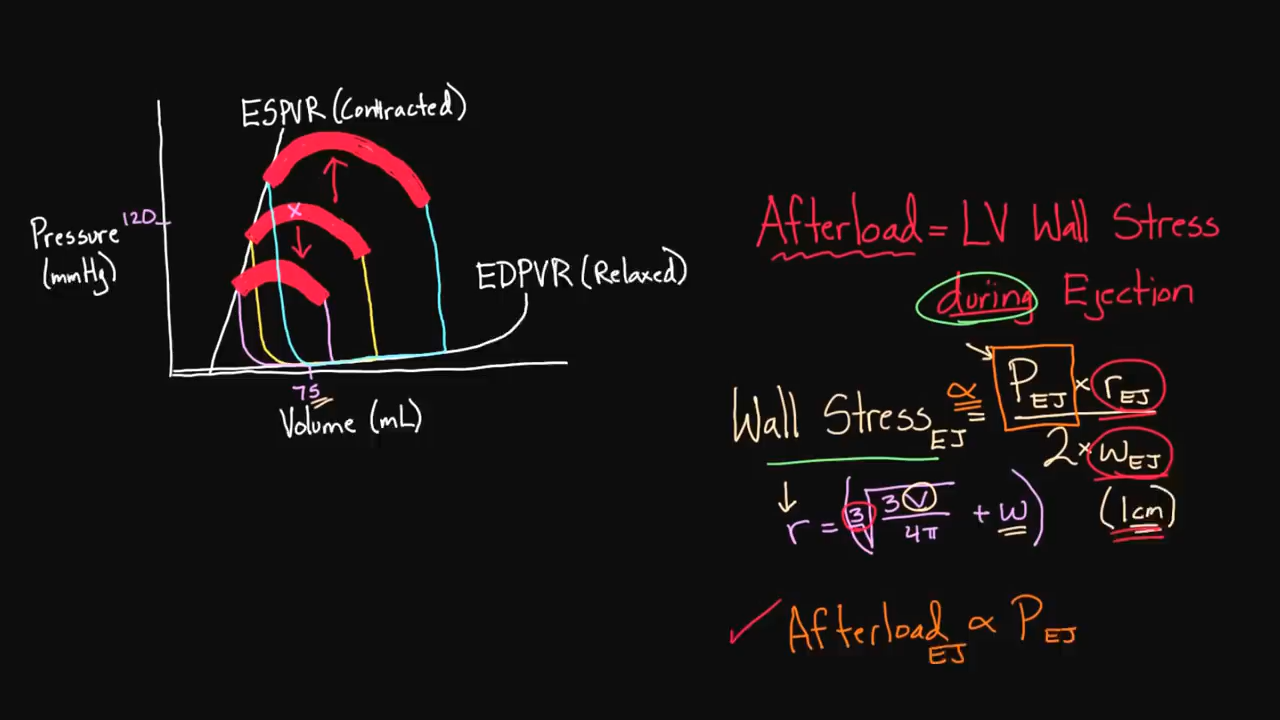 ESPVR (Contracted)
120
Pressure
(mmHg)
x
EDPVR (Relaxed)
75
Volume (mL)
Afterload = LV Wall Stress
during Ejection
Wall Stress EJ ∝ = P EJ × r EJ
2 × w EJ
(1cm)
r = (³√(3V / 4π) + w)
✓ Afterload EJ ∝ P EJ